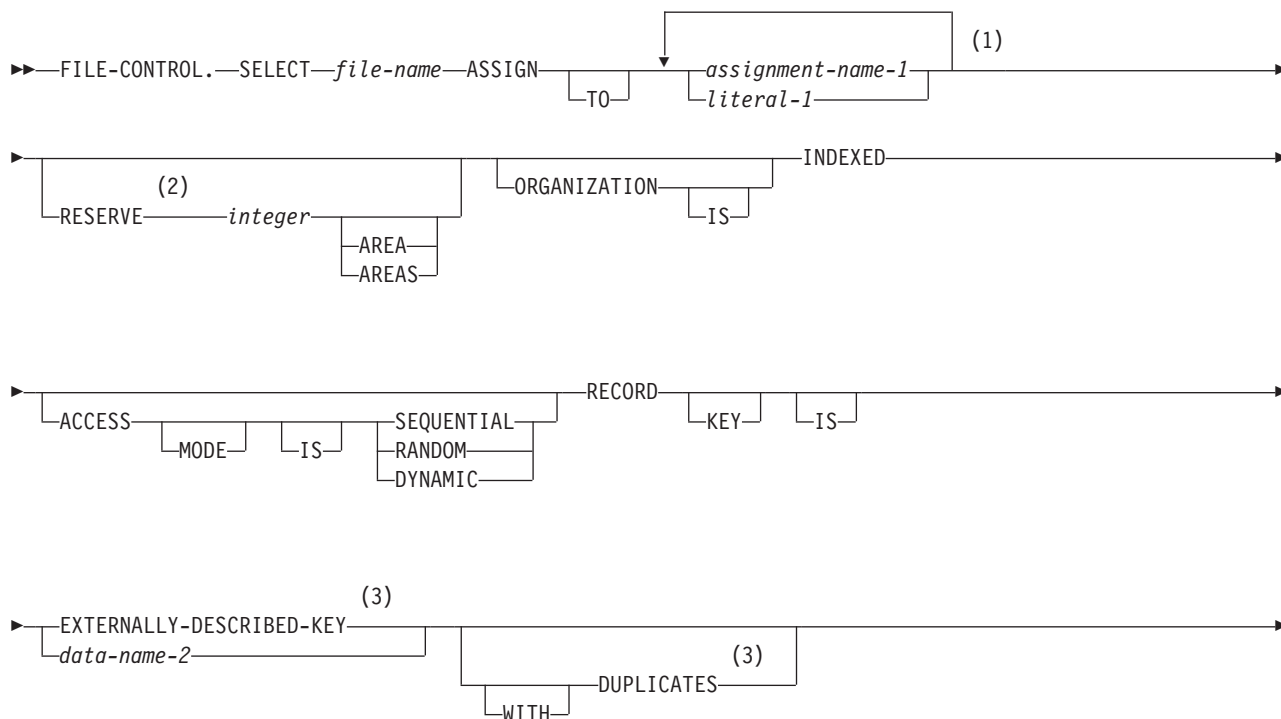 (1)
FILE-CONTROL. SELECT file-name ASSIGN assignment-name-1
TO literal-1
INDEXED
(2) ORGANIZATION
RESERVE integer IS
AREA
AREAS
RECORD
ACCESS SEQUENTIAL KEY IS
MODE IS RANDOM
DYNAMIC
(3)
EXTERNALLY-DESCRIBED-KEY
data-name-2 (3)
DUPLICATES
WITH